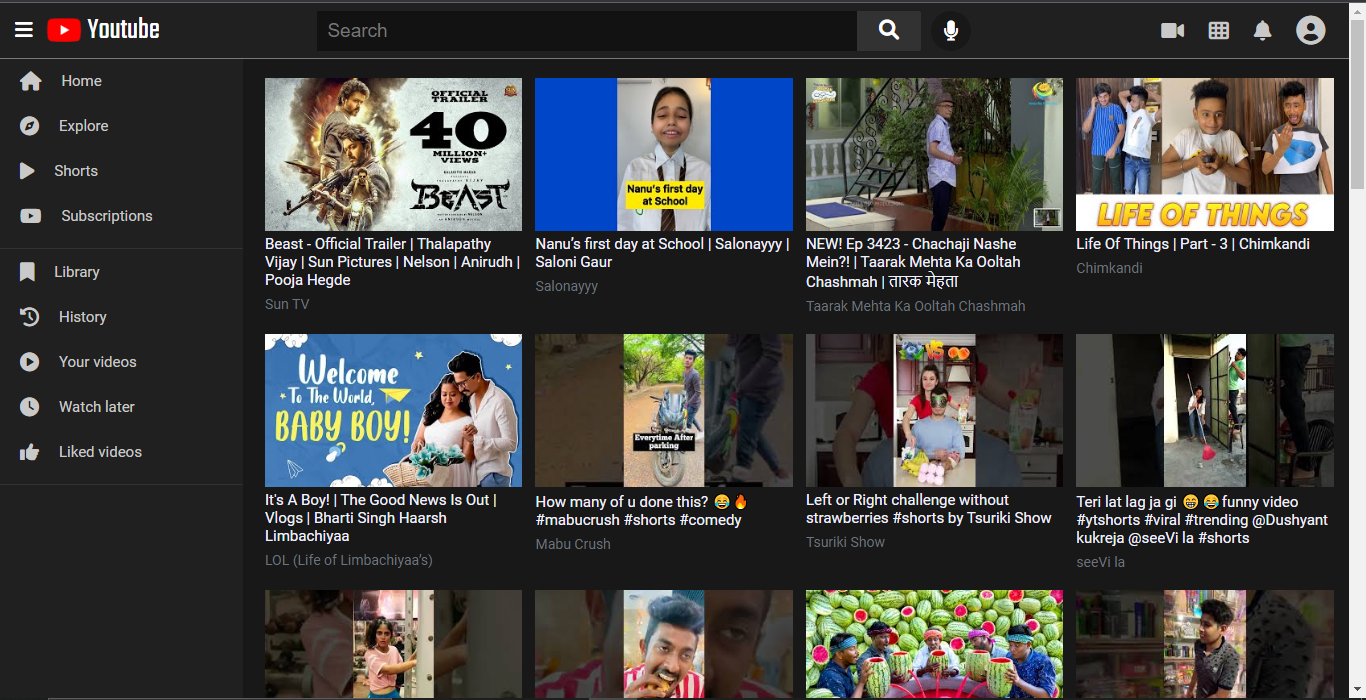 Youtube
Search
Home
Explore
Shorts
Subscriptions
Library
History
Your videos
Watch later
Liked videos
OFFICIAL
TRAILER
40
MILLION+
VIEWS
BEAST
Beast - Official Trailer | Thalapathy
Vijay | Sun Pictures | Nelson | Anirudh |
Pooja Hegde
Sun TV
Nanu's first day
at School
Nanu’s first day at School | Salonayyy |
Saloni Gaur
Salonayyy
NEW! Ep 3423 - Chachaji Nashe
Mein?! | Taarak Mehta Ka Ooltah
Chashmah | तारक मेहता
Taarak Mehta Ka Ooltah Chashmah
LIFE OF THINGS
Life Of Things | Part - 3 | Chimkandi
Chimkandi
Welcome
To The World,
BABY BOY!
It's A Boy! | The Good News Is Out |
Vlogs | Bharti Singh Haarsh
Limbachiyaa
LOL (Life of Limbachiyaa’s)
Everytime After
parking
How many of u done this? 😂🔥
#mabucrush #shorts #comedy
Mabu Crush
VS
Left or Right challenge without
strawberries #shorts by Tsuriki Show
Tsuriki Show
Teri lat lag ja gi 😁😂funny video
#ytshorts #viral #trending @Dushyant
kukreja @seeVi la #shorts
seeVi la